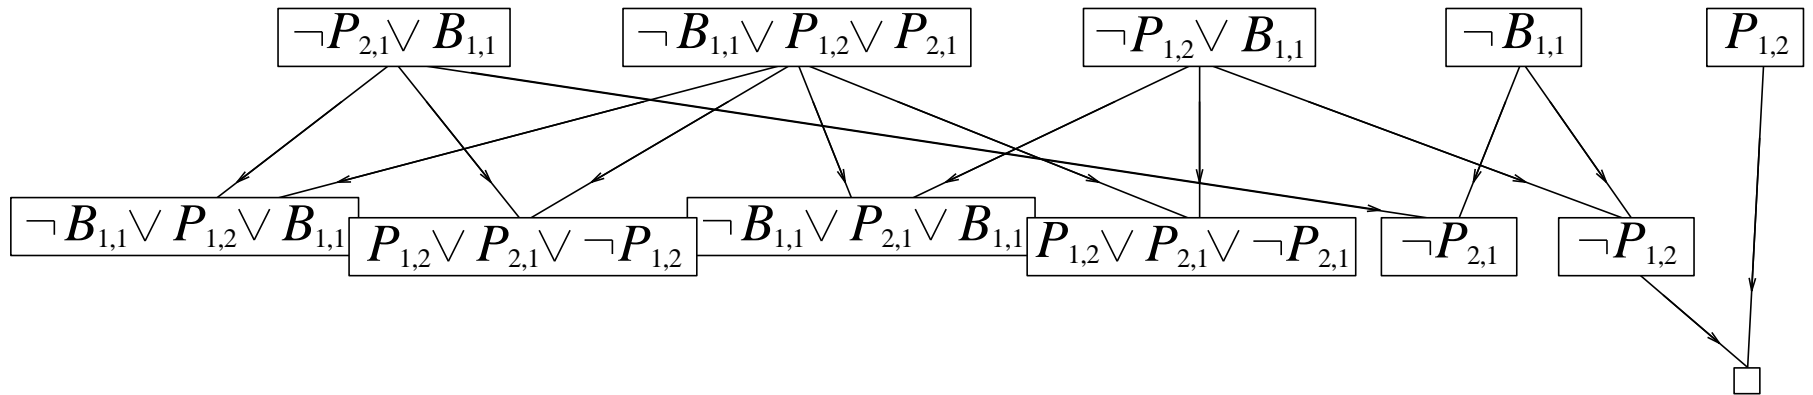 ¬P2,1 ∨ B1,1 ¬B1,1 ∨ P1,2 ∨ P2,1 ¬P1,2 ∨ B1,1 ¬B1,1 P1,2
¬B1,1 ∨ P1,2 ∨ B1,1 P1,2 ∨ P2,1 ∨ ¬P1,2 ¬B1,1 ∨ P2,1 ∨ B1,1 P1,2 ∨ P2,1 ∨ ¬P2,1 ¬P2,1 ¬P1,2